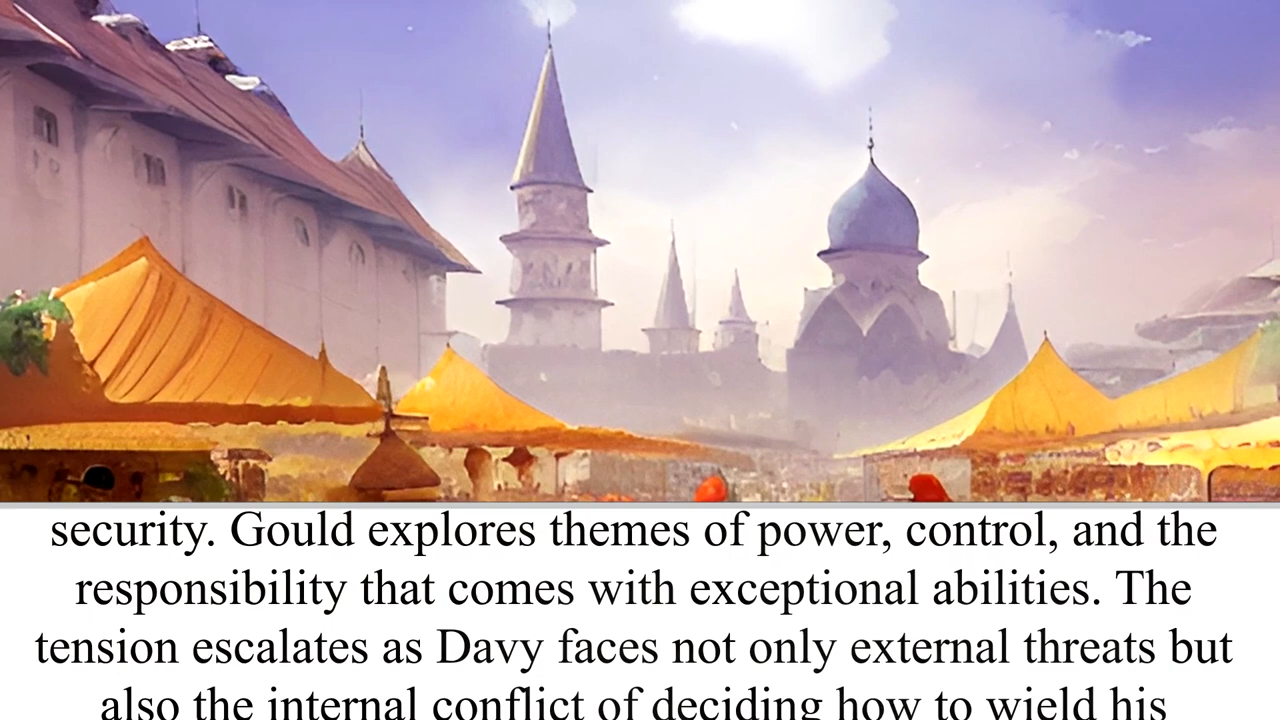 security. Gould explores themes of power, control, and the
responsibility that comes with exceptional abilities. The
tension escalates as Davy faces not only external threats but
also the internal conflict of deciding how to wield his